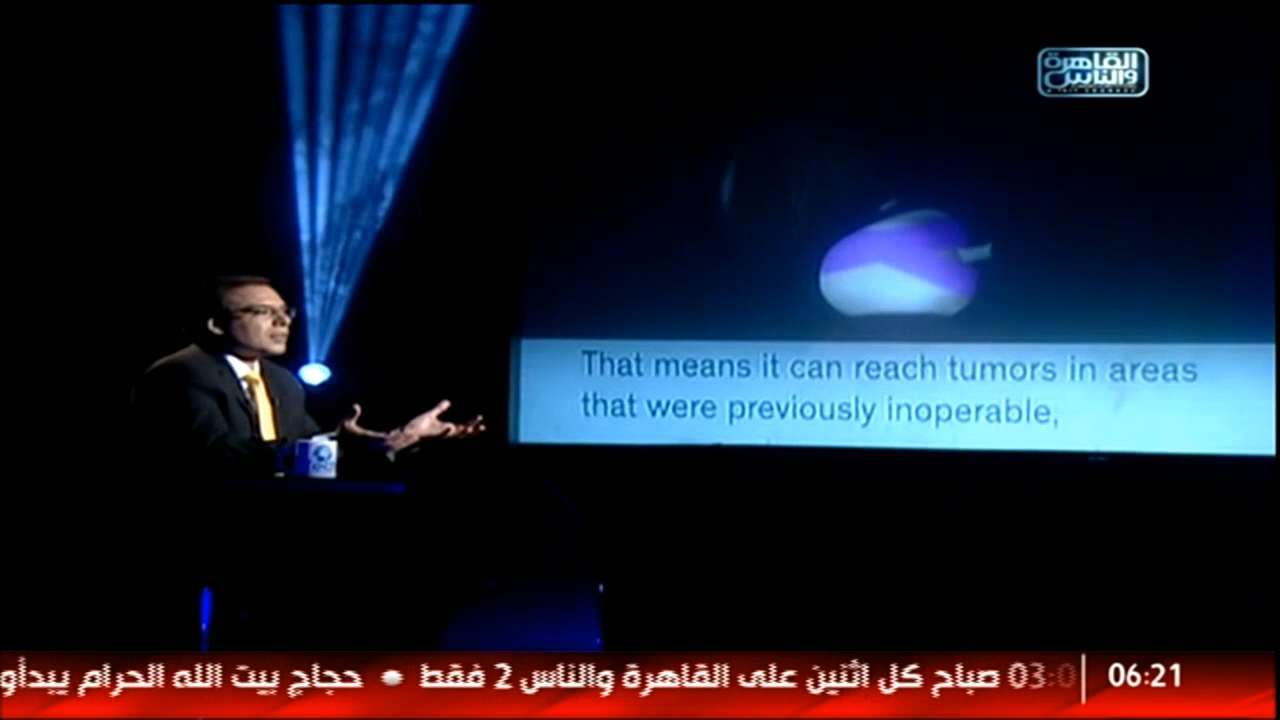 القاهرة
والناس
That means it can reach tumors in areas
that were previously inoperable,
06:21
03:0 صباح كل اثنين على القاهرة والناس 2 فقط • حجاج بيت الله الحرام يبدأو